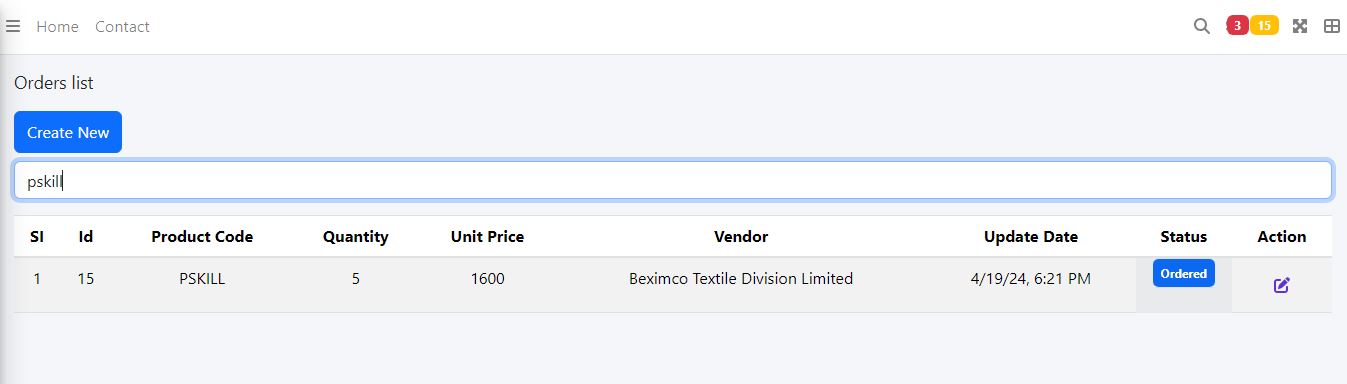 Home Contact 3 15
Orders list
Create New
pskill
Sl Id Product Code Quantity Unit Price Vendor Update Date Status Action
1 15 PSKILL 5 1600 Beximco Textile Division Limited 4/19/24, 6:21 PM Ordered